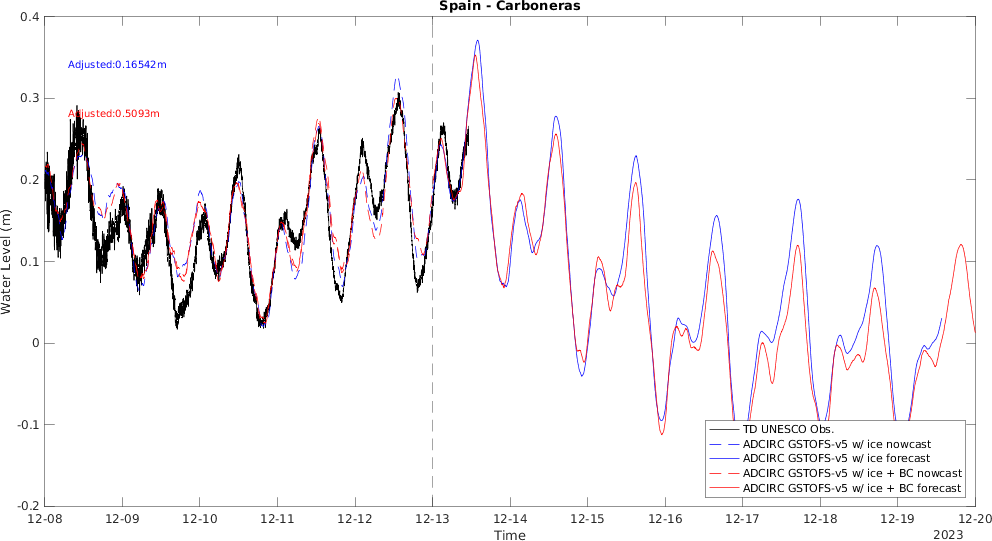 Spain - Carboneras
0.4
0.3
0.2
0.1
0
-0.1
-0.2
Water Level (m)
Adjusted:0.16542m
Adjusted:0.5093m
TD UNESCO Obs.
ADCIRC GSTOFS-v5 w/ ice nowcast
ADCIRC GSTOFS-v5 w/ ice forecast
ADCIRC GSTOFS-v5 w/ ice + BC nowcast
ADCIRC GSTOFS-v5 w/ ice + BC forecast
12-08 12-09 12-10 12-11 12-12 12-13 12-14 12-15 12-16 12-17 12-18 12-19 12-20
Time
2023